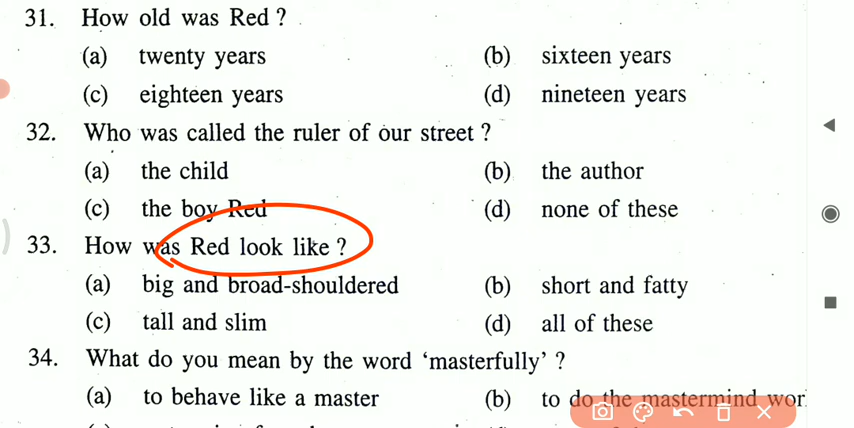 31. How old was Red ?
(a) twenty years (b) sixteen years
(c) eighteen years (d) nineteen years
32. Who was called the ruler of our street ?
(a) the child (b) the author
(c) the boy Red (d) none of these
33. How was Red look like ?
(a) big and broad-shouldered (b) short and fatty
(c) tall and slim (d) all of these
34. What do you mean by the word ‘masterfully’ ?
(a) to behave like a master (b) to do the mastermind wor